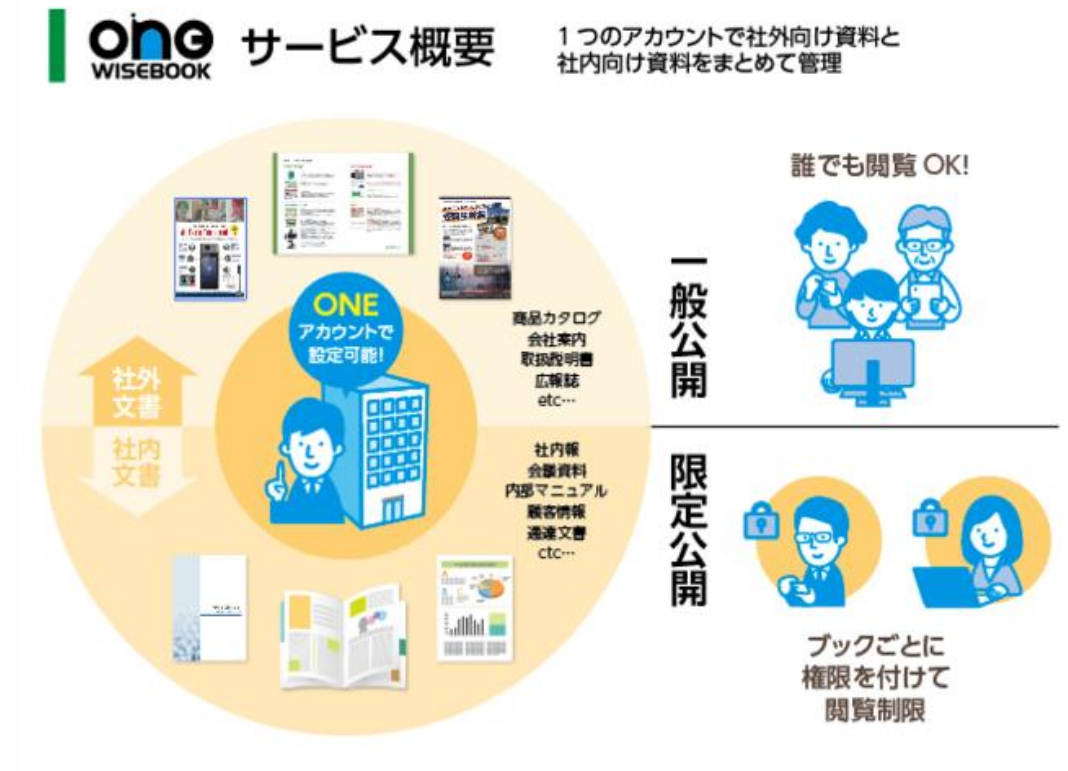 one
WISEBOOK
サービス概要
1つのアカウントで社外向け資料と
社内向け資料をまとめて管理
ONE
アカウントで
設定可能!
社外
文書
社内
文書
商品カタログ
会社案内
取扱説明書
広報誌
etc…
社内報
会議資料
内部マニュアル
顧客情報
通達文書
etc…
誰でも閲覧 OK!
一般公開
限定公開
ブックごとに
権限を付けて
閲覧制限